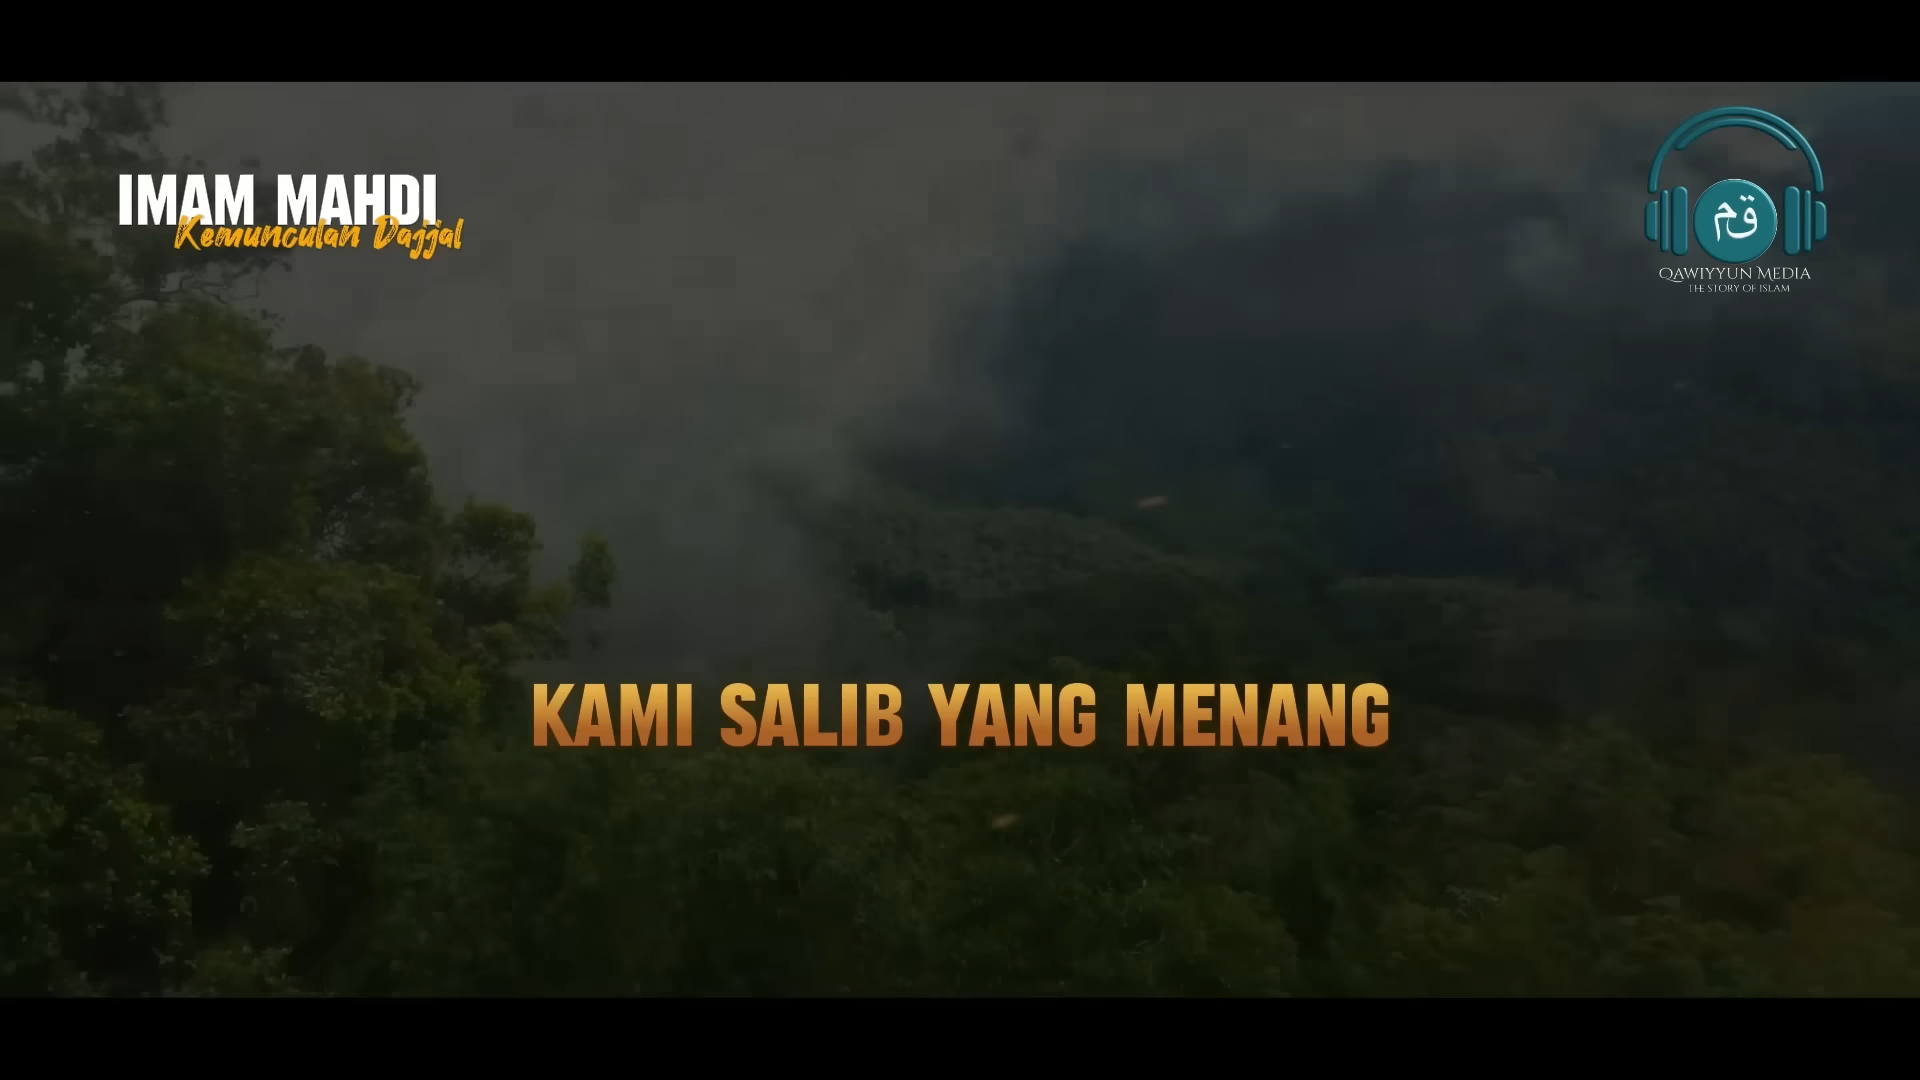 IMAM MAHDI
Kemunculan Dajjal
قم
QAWIYYUN MEDIA
THE STORY OF ISLAM
KAMI SALIB YANG MENANG